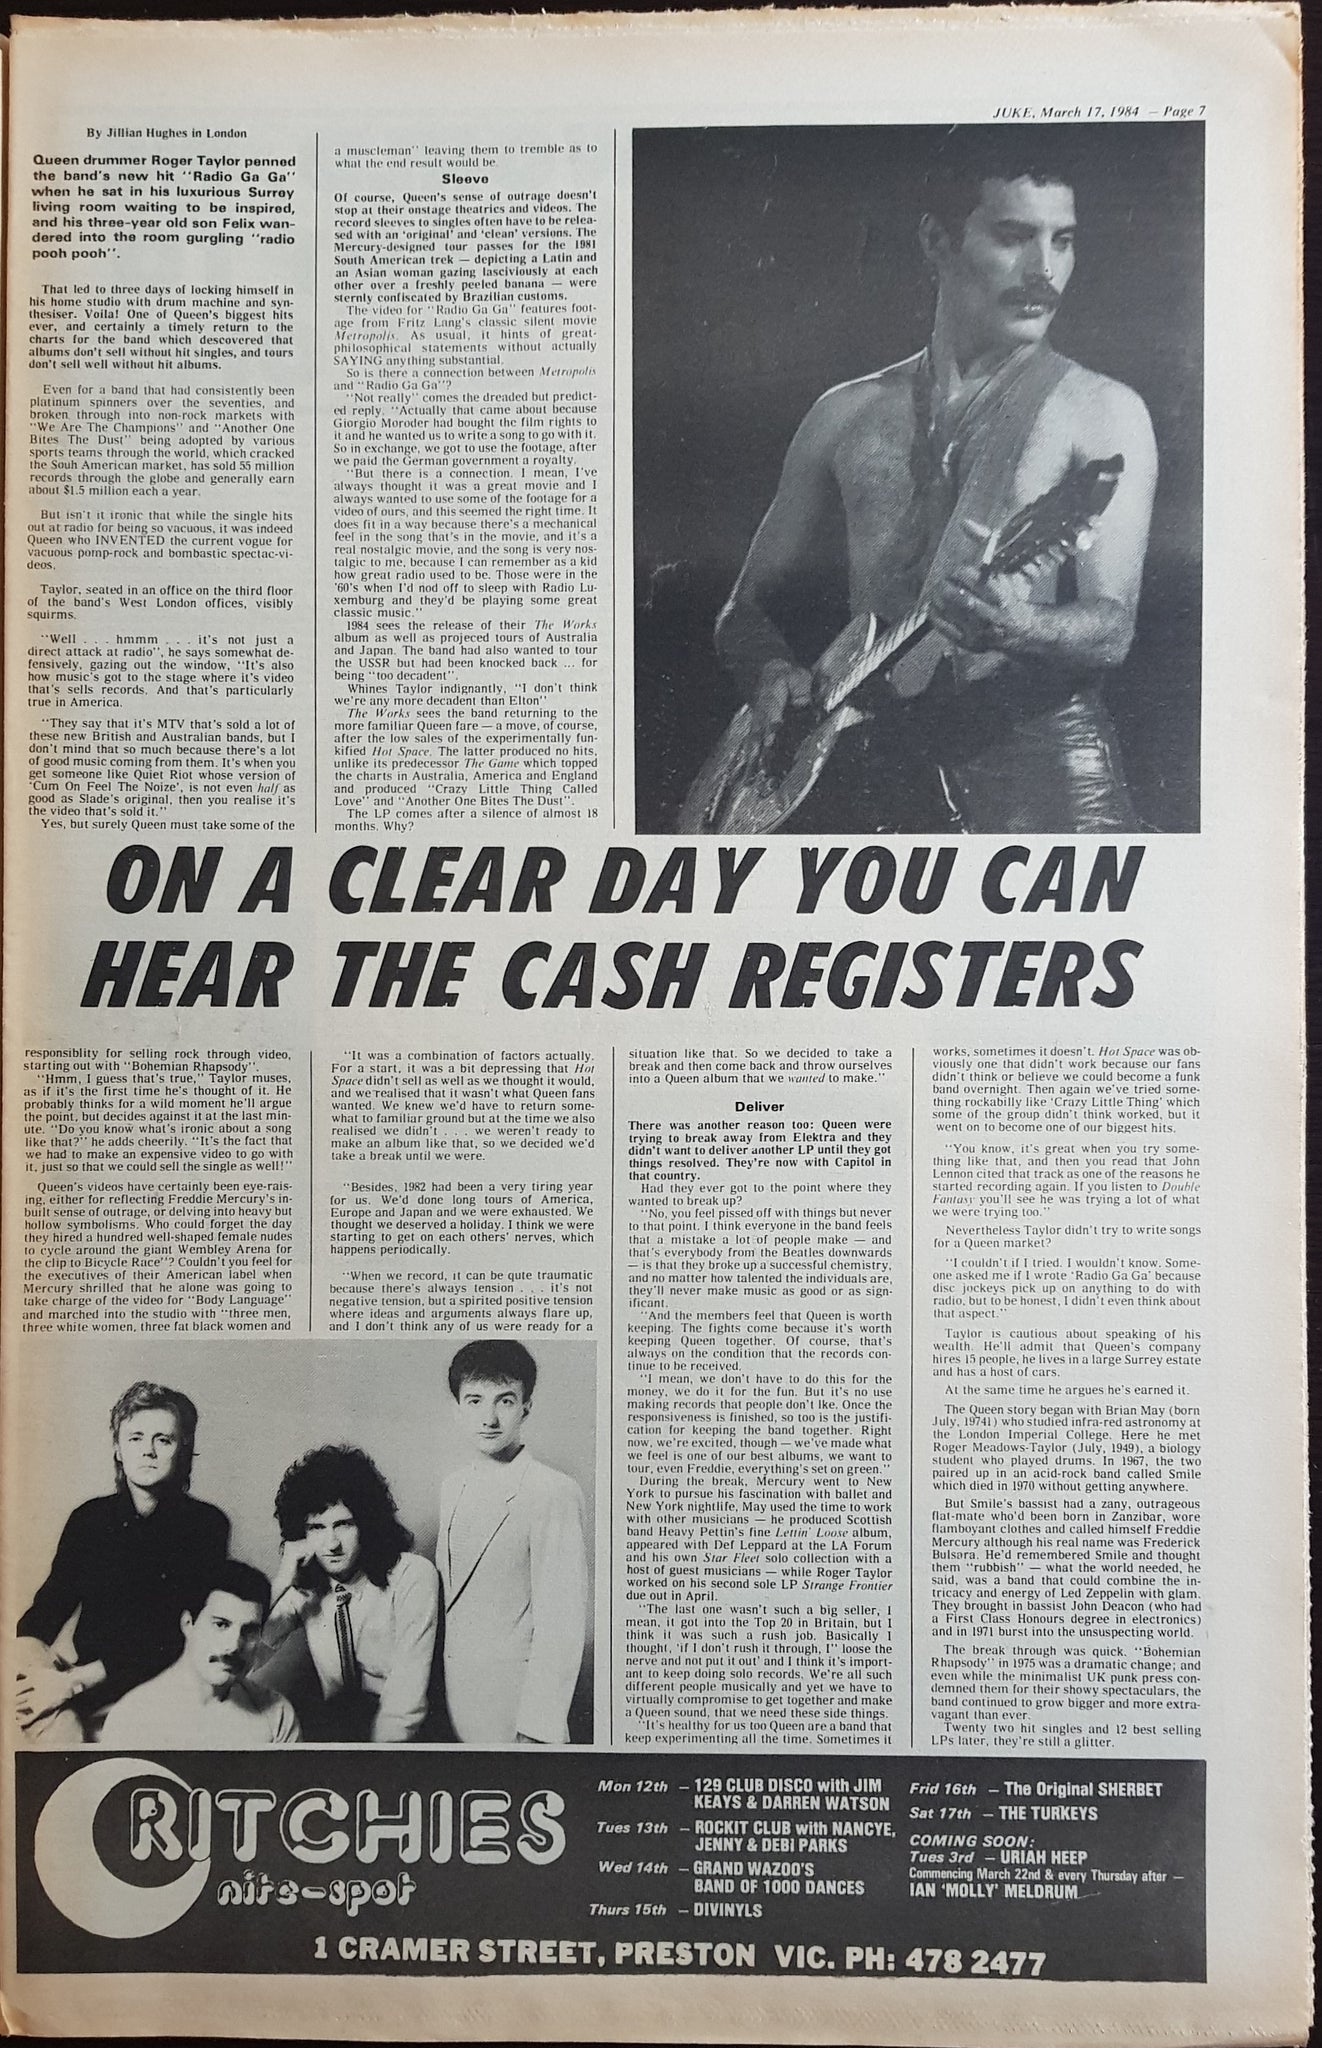 JUKE, March 17, 1984 — Page 7
By Jillian Hughes in London
Queen drummer Roger Taylor penned
the band's new hit "Radio Ga Ga"
when he sat in his luxurious Surrey
living room waiting to be inspired,
and his three-year old son Felix wan-
dered into the room gurgling "radio
pooh pooh".
That led to three days of locking himself in
his home studio with drum machine and syn-
thesiser. Voila! One of Queen's biggest hits
ever, and certainly a timely return to the
charts for the band which descovered that
albums don't sell without hit singles, and tours
don't sell well without hit albums.
Even for a band that had consistently been
platinum spinners over the seventies, and
broken through into non-rock markets with
"We Are The Champions" and "Another One
Bites The Dust" being adopted by various
sports teams through the world, which cracked
the Souh American market, has sold 55 million
records through the globe and generally earn
about $1.5 million each a year.
But isn't it ironic that while the single hits
out at radio for being so vacuous, it was indeed
Queen who INVENTED the current vogue for
vacuous pomp-rock and bombastic spectac-vi-
deos.
Taylor, seated in an office on the third floor
of the band's West London offices, visibly
squirms.
"Well . . . hmmm . . . it's not just a
direct attack at radio", he says somewhat de-
fensively, gazing out the window, "It's also
how music's got to the stage where it's video
that's sells records. And that's particularly
true in America.
"They say that it's MTV that's sold a lot of
these new British and Australian bands, but I
don't mind that so much because there's a lot
of good music coming from them. It's when you
get someone like Quiet Riot whose version of
'Cum On Feel The Noize', is not even half as
good as Slade's original, then you realise it's
the video that's sold it."
Yes, but surely Queen must take some of the
a muscleman" leaving them to tremble as to
what the end result would be.
Sleeve
Of course, Queen's sense of outrage doesn't
stop at their onstage theatrics and videos. The
record sleeves to singles often have to be relea-
sed with an 'original' and 'clean' versions. The
Mercury-designed tour passes for the 1981
South American trek — depicting a Latin and
an Asian woman gazing lasciviously at each
other over a freshly peeled banana — were
sternly confiscated by Brazilian customs.
The video for "Radio Ga Ga" features foot-
age from Fritz Lang's classic silent movie
Metropolis. As usual, it hints of great-
philosophical statements without actually
SAYING anything substantial.
So is there a connection between Metropolis
and "Radio Ga Ga"?
"Not really" comes the dreaded but predict-
ed reply. "Actually that came about because
Giorgio Moroder had bought the film rights to
it and he wanted us to write a song to go with it.
So in exchange, we got to use the footage, after
we paid the German government a royalty.
"But there is a connection. I mean, I've
always thought it was a great movie and I
always wanted to use some of the footage for a
video of ours, and this seemed the right time. It
does fit in a way because there's a mechanical
feel in the song that's in the movie, and it's a
real nostalgic movie, and the song is very nos-
talgic to me, because I can remember as a kid
how great radio used to be. Those were in the
'60's when I'd nod off to sleep with Radio Lu-
xemburg and they'd be playing some great
classic music."
1984 sees the release of their The Works
album as well as projeced tours of Australia
and Japan. The band had also wanted to tour
the USSR but had been knocked back ... for
being "too decadent".
Whines Taylor indignantly, "I don't think
we're any more decadent than Elton"
The Works sees the band returning to the
more familiar Queen fare — a move, of course,
after the low sales of the experimentally fun-
kified Hot Space. The latter produced no hits,
unlike its predecessor The Game which topped
the charts in Australia, America and England
and produced "Crazy Little Thing Called
Love" and "Another One Bites The Dust".
The LP comes after a silence of almost 18
months. Why?
ON A CLEAR DAY YOU CAN
HEAR THE CASH REGISTERS
responsiblity for selling rock through video,
starting out with "Bohemian Rhapsody".
"Hmm, I guess that's true," Taylor muses,
as if it's the first time he's thought of it. He
probably thinks for a wild moment he'll argue
the point, but decides against it at the last min-
ute. "Do you know what's ironic about a song
like that?" he adds cheerily. "It's the fact that
we had to make an expensive video to go with
it, just so that we could sell the single as well!"
Queen's videos have certainly been eye-rais-
ing, either for reflecting Freddie Mercury's in-
built sense of outrage, or delving into heavy but
hollow symbolisms. Who could forget the day
they hired a hundred well-shaped female nudes
to cycle around the giant Wembley Arena for
the clip to Bicycle Race"? Couldn't you feel for
the executives of their American label when
Mercury shrilled that he alone was going to
take charge of the video for "Body Language"
and marched into the studio with "three men,
three white women, three fat black women and
"It was a combination of factors actually.
For a start, it was a bit depressing that Hot
Space didn't sell as well as we thought it would,
and we realised that it wasn't what Queen fans
wanted. We knew we'd have to return some-
what to familiar ground but at the time we also
realised we didn't . . . we weren't ready to
make an album like that, so we decided we'd
take a break until we were.
"Besides, 1982 had been a very tiring year
for us. We'd done long tours of America,
Europe and Japan and we were exhausted. We
thought we deserved a holiday. I think we were
starting to get on each others' nerves, which
happens periodically.
"When we record, it can be qute traumatic
because there's always tension . . . it's not
negative tension, but a spirited positive tension
where ideas and arguments always flare up,
and I don't think any of us were ready for a
situation like that. So we decided to take a
break and then come back and throw ourselves
into a Queen album that we wanted to make."
Deliver
There was another reason too: Queen were
trying to break away from Elektra and they
didn't want to deliver another LP until they got
things resolved. They're now with Capitol in
that country.
Had they ever got to the point where they
wanted to break up?
"No, you feel pissed off with things but never
to that point. I think everyone in the band feels
that a mistake a lot of people make — and
that's everybody from the Beatles downwards
— is that they broke up a successful chemistry,
and no matter how talented the individuals are,
they'll never make music as good or as sign-
ificant.
"And the members feel that Queen is worth
keeping. The fights come because it's worth
keeping Queen together. Of course, that's
always on the condition that the records con-
tinue to be received.
"I mean, we don't have to do this for the
money, we do it for the fun. But it's no use
making records that people don't lke. Once the
responsiveness is finished, so too is the justifi-
cation for keeping the band together. Right
now, we're excited, though — we've made what
we feel is one of our best albums, we want to
tour, even Freddie, everything's set on green."
During the break, Mercury went to New
York to pursue his fascination with ballet and
New York nightlife, May used the time to work
with other musicians — he produced Scottish
band Heavy Pettin's fine Lettin' Loose album,
appeared with Def Leppard at the LA Forum
and his own Star Fleet solo collection with a
host of guest musicians — while Roger Taylor
worked on his second sole LP Strange Frontier
due out in April.
"The last one wasn't such a big seller, I
mean, it got into the Top 20 in Britain, but I
think it was such a rush job. Basically I
thought, 'if I don't rush it through, I" loose the
nerve and not put it out' and I think it's import-
ant to keep doing solo records. We're all such
different people musically and yet we have to
virtually compromise to get together and make
a Queen sound, that we need these side things.
"It's healthy for us too Queen are a band that
keep experimenting all the time. Sometimes it
works, sometimes it doesn't. Hot Space was ob-
viously one that didn't work because our fans
didn't think or believe we could become a funk
band overnight. Then again we've tried some-
thing rockabilly like 'Crazy Little Thing' which
some of the group didn't think worked, but it
went on to become one of our biggest hits.
"You know, it's great when you try some-
thing like that, and then you read that John
Lennon cited that track as one of the reasons he
started recording again. If you listen to Double
Fantasy you'll see he was trying a lot of what
we were trying too."
Nevertheless Taylor didn't try to write songs
for a Queen market?
"I couldn't if I tried. I wouldn't know. Some-
one asked me if I wrote 'Radio Ga Ga' because
disc jockeys pick up on anything to do with
radio, but to be honest, I didn't even think about
that aspect."
Taylor is cautious about speaking of his
wealth. He'll admit that Queen's company
hires 15 people, he lives in a large Surrey estate
and has a host of cars.
At the same time he argues he's earned it.
The Queen story began with Brian May (born
July, 19741) who studied infra-red astronomy at
the London Imperial College. Here he met
Roger Meadows-Taylor (July, 1949), a biology
student who played drums. In 1967, the two
paired up in an acid-rock band called Smile
which died in 1970 without getting anywhere.
But Smile's bassist had a zany, outrageous
flat-mate who'd been born in Zanzibar, wore
flamboyant clothes and called himself Freddie
Mercury although his real name was Frederick
Bulsara. He'd remembered Smile and thought
them "rubbish" — what the world needed, he
said, was a band that could combine the in-
tricacy and energy of Led Zeppelin with glam.
They brought in bassist John Deacon (who had
a First Class Honours degree in electronics)
and in 1971 burst into the unsuspecting world.
The break through was quick. "Bohemian
Rhapsody" in 1975 was a dramatic change; and
even while the minimalist UK punk press con-
demned them for their showy spectaculars, the
band continued to grow bigger and more extra-
vagant than ever.
Twenty two hit singles and 12 best selling
LPs later, they're still a glitter.
RITCHIES
nite-spot
Mon 12th — 129 CLUB DISCO with JIM
KEAYS & DARREN WATSON
Tues 13th — ROCKIT CLUB with NANCYE,
JENNY & DEBI PARKS
Wed 14th — GRAND WAZOO'S
BAND OF 1000 DANCES
Thurs 15th — DIVINYLS
Frid 16th — The Original SHERBET
Sat 17th — THE TURKEYS
COMING SOON:
Tues 3rd — URIAH HEEP
Commencing March 22nd & every Thursday after —
IAN 'MOLLY' MELDRUM
1 CRAMER STREET, PRESTON VIC. PH: 478 2477